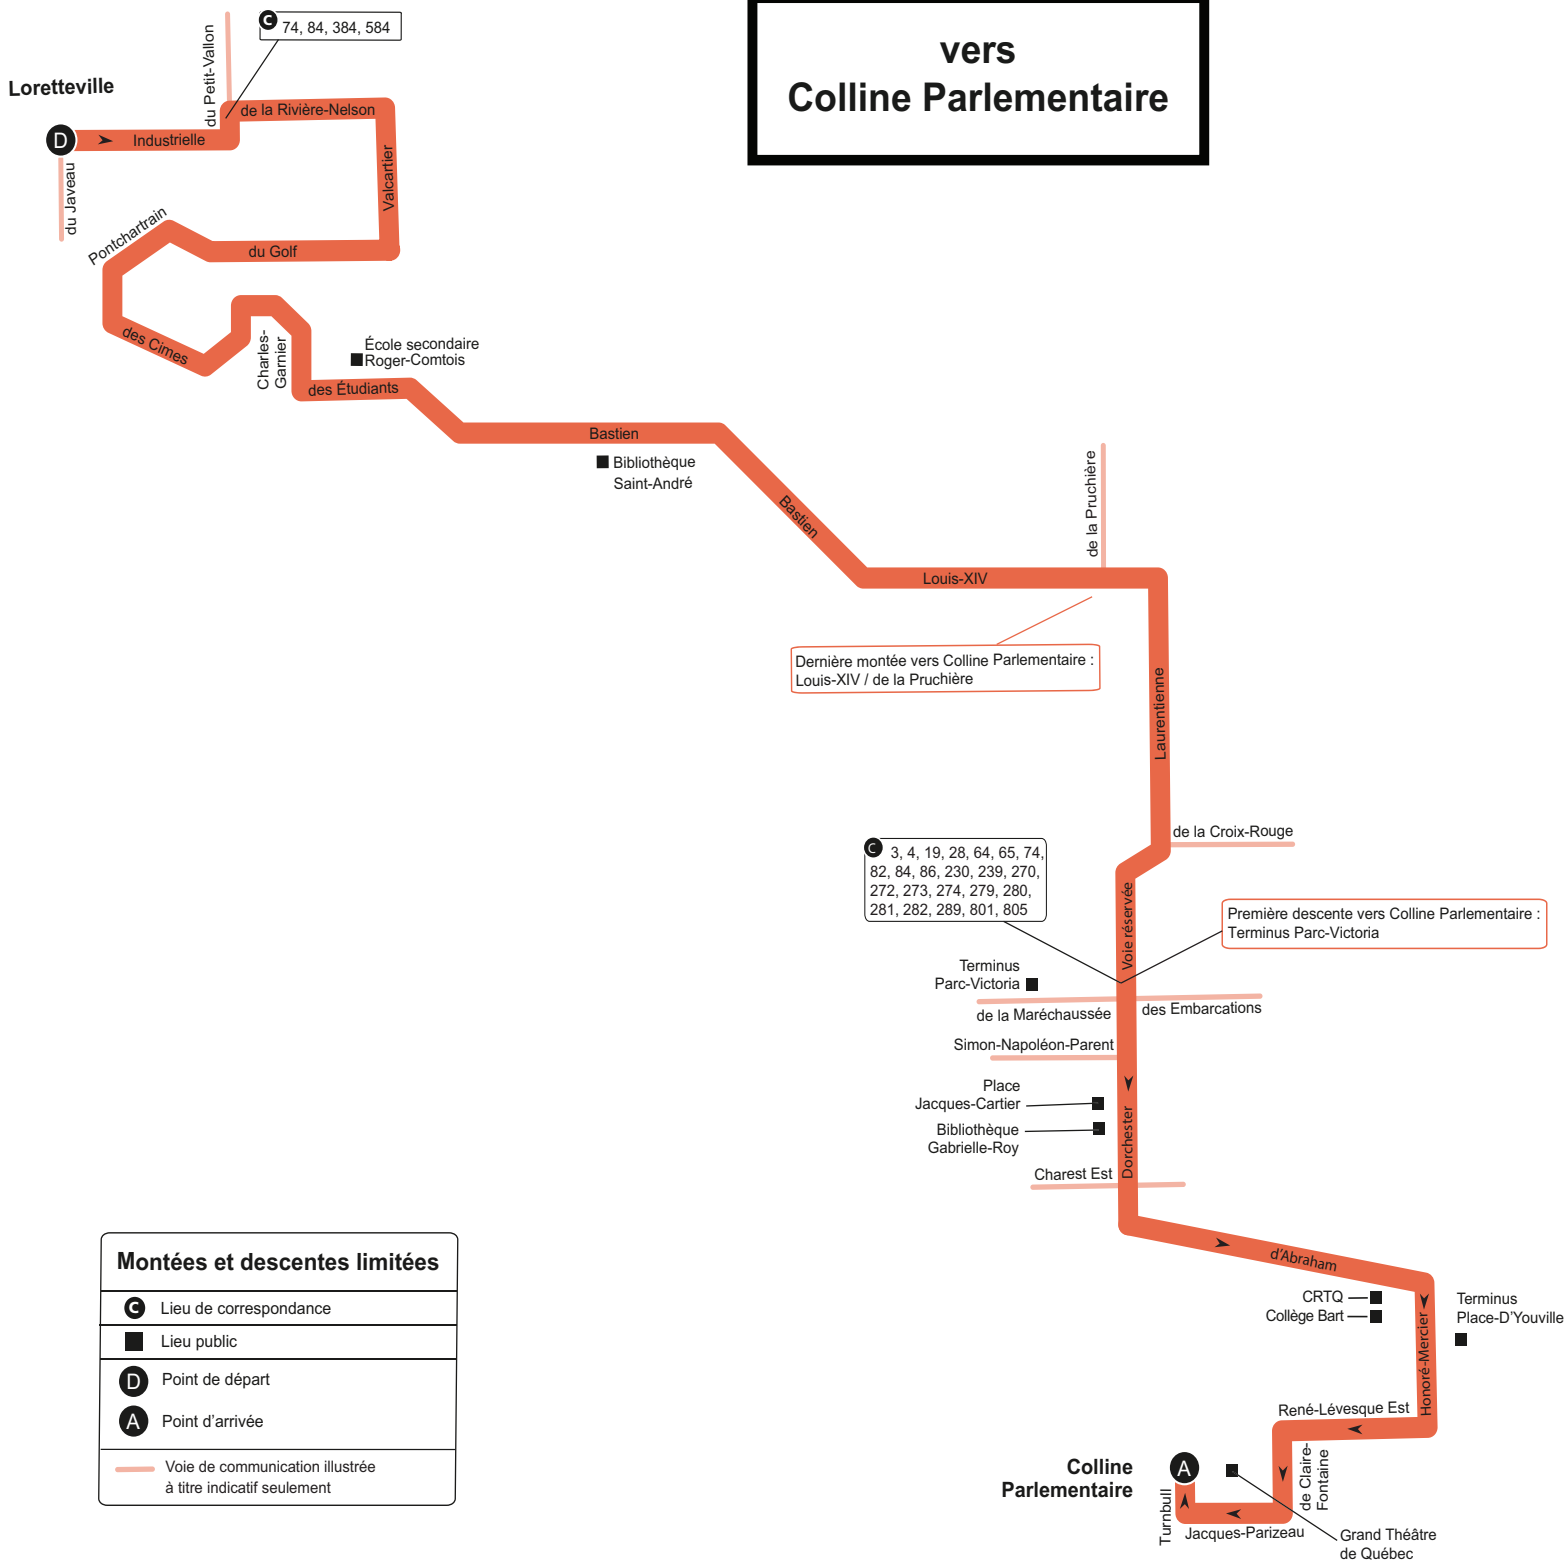 vers
Colline Parlementaire
C 74, 84, 384, 584
Loretteville
du Petit-Vallon
de la Rivière-Nelson
D
Industrielle
du Javeau
Valcartier
Pontchartrain
du Golf
des Cimes
Charles-
Garnier
École secondaire
Roger-Comtois
des Étudiants
Bastien
Bibliothèque
Saint-André
Bastien
de la Pruchière
Louis-XIV
Dernière montée vers Colline Parlementaire :
Louis-XIV / de la Pruchière
Laurentienne
de la Croix-Rouge
C 3, 4, 19, 28, 64, 65, 74,
82, 84, 86, 230, 239, 270,
272, 273, 274, 279, 280,
281, 282, 289, 801, 805
Voie réservée
Première descente vers Colline Parlementaire :
Terminus Parc-Victoria
Terminus
Parc-Victoria
de la Maréchaussée
des Embarcations
Simon-Napoléon-Parent
Place
Jacques-Cartier
Bibliothèque
Gabrielle-Roy
Dorchester
Charest Est
d'Abraham
CRTQ
Collège Bart
Terminus
Place-D'Youville
Honoré-Mercier
René-Lévesque Est
de Claire-
Fontaine
Colline
Parlementaire
A
Turnbull
Jacques-Parizeau
Grand Théâtre
de Québec
Montées et descentes limitées
C Lieu de correspondance
Lieu public
D Point de départ
A Point d'arrivée
Voie de communication illustrée
à titre indicatif seulement